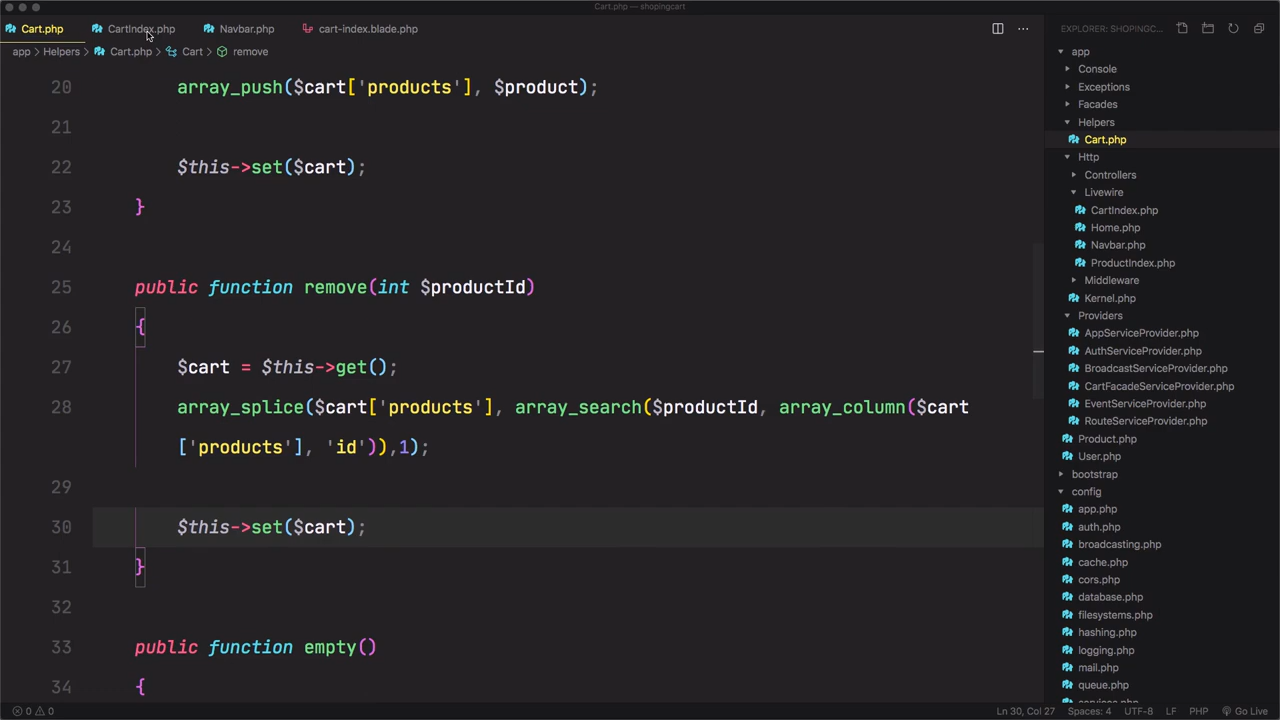 Cart.php — shopingcart
Cart.php CartIndex.php Navbar.php cart-index.blade.php
EXPLORER: SHOPINGC...
app > Helpers > Cart.php > Cart > remove
20 array_push($cart['products'], $product);
21
22 $this->set($cart);
23 }
24
25 public function remove(int $productId)
26 {
27 $cart = $this->get();
28 array_splice($cart['products'], array_search($productId, array_column($cart
['products'], 'id')),1);
29
30 $this->set($cart);
31 }
32
33 public function empty()
34 {
app
Console
Exceptions
Facades
Helpers
Cart.php
Http
Controllers
Livewire
CartIndex.php
Home.php
Navbar.php
ProductIndex.php
Middleware
Kernel.php
Providers
AppServiceProvider.php
AuthServiceProvider.php
BroadcastServiceProvider.php
CartFacadeServiceProvider.php
EventServiceProvider.php
RouteServiceProvider.php
Product.php
User.php
bootstrap
config
app.php
auth.php
broadcasting.php
cache.php
cors.php
database.php
filesystems.php
hashing.php
logging.php
mail.php
queue.php
services.php
0 0
Ln 30, Col 27 Spaces: 4 UTF-8 LF PHP Go Live